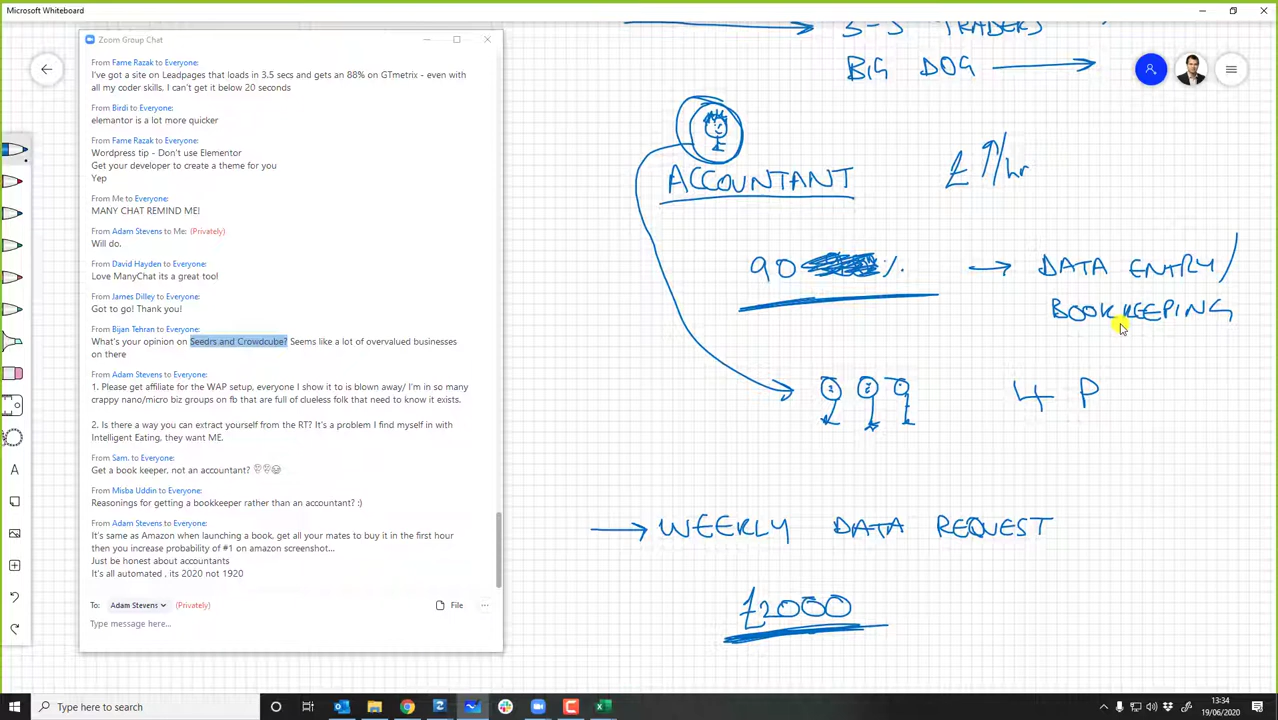 Microsoft Whiteboard
Zoom Group Chat
From Fame Razak to Everyone:
I've got a site on Leadpages that loads in 3.5 secs and gets an 88% on GTmetrix - even with
all my coder skills. I can't get it below 20 seconds
From Birdi to Everyone:
elemantor is a lot more quicker
From Fame Razak to Everyone:
Wordpress tip - Don't use Elementor
Get your developer to create a theme for you
Yep
From Me to Everyone:
MANY CHAT REMIND ME!
From Adam Stevens to Me: (Privately)
Will do.
From David Hayden to Everyone:
Love ManyChat its a great tool!
From James Dilley to Everyone:
Got to go! Thank you!
From Bijan Tehran to Everyone:
What's your opinion on Seedrs and Crowdcube? Seems like a lot of overvalued businesses
on there
From Adam Stevens to Everyone:
1. Please get affiliate for the WAP setup, everyone I show it to is blown away/ I'm in so many
crappy nano/micro biz groups on fb that are full of clueless folk that need to know it exists.
2. Is there a way you can extract yourself from the RT? It's a problem I find myself in with
Intelligent Eating, they want ME.
From Sam. to Everyone:
Get a book keeper, not an accountant?
From Misba Uddin to Everyone:
Reasonings for getting a bookkeeper rather than an accountant? :)
From Adam Stevens to Everyone:
It's same as Amazon when launching a book, get all your mates to buy it in the first hour
then you increase probability of #1 on amazon screenshot...
Just be honest about accountants
It's all automated , its 2020 not 1920
To: Adam Stevens (Privately)
File
Type message here...
3-5 TRADERS
BIG DOG
ACCOUNTANT
£ /hr
90 %
DATA ENTRY/
BOOKKEEPING
4 P
WEEKLY DATA REQUEST
£2000
Type here to search
13:34
19/06/2020